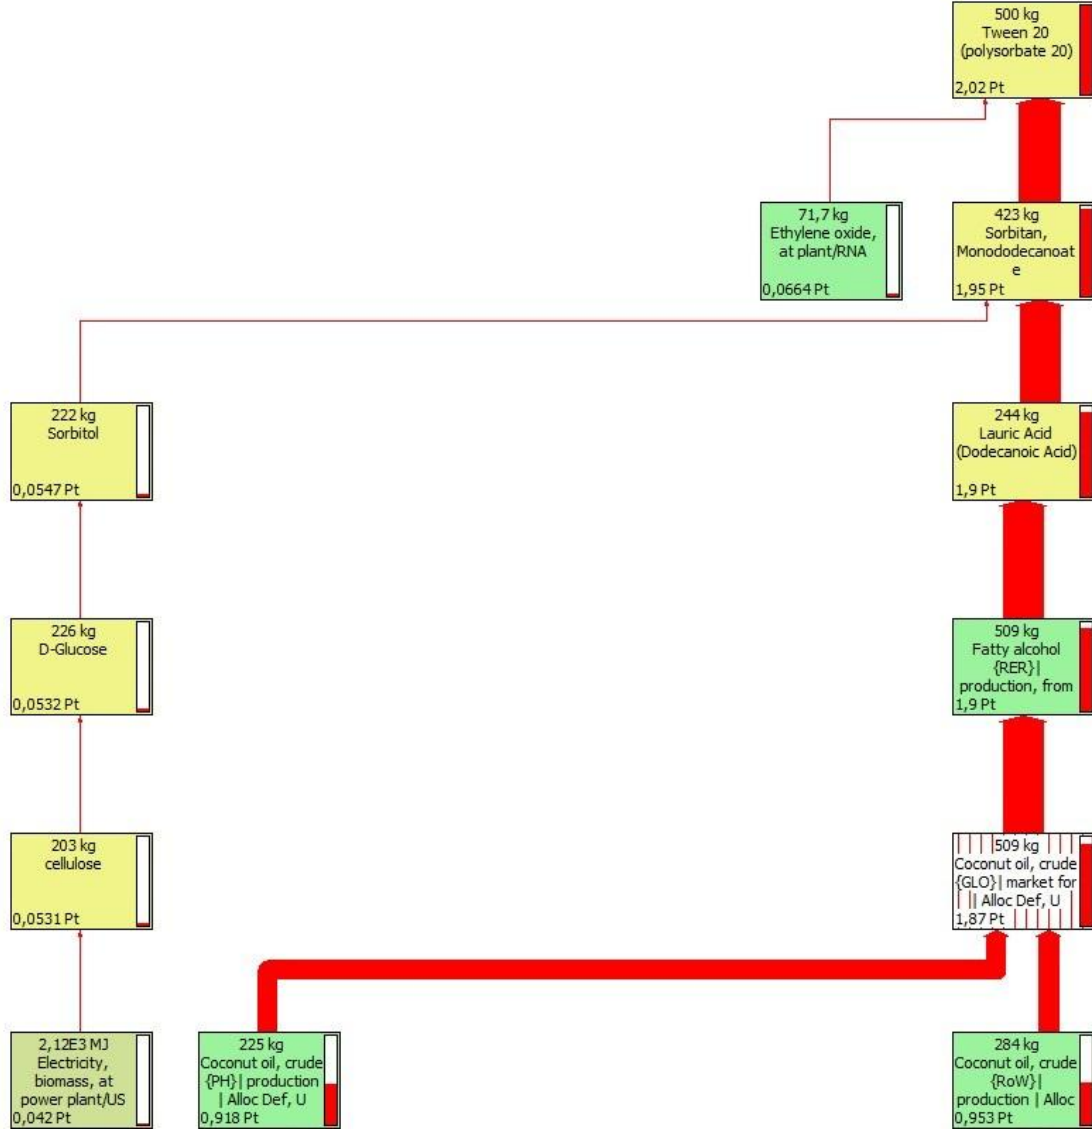 500 kg
Tween 20
(polysorbate 20)
2,02 Pt
71,7 kg
Ethylene oxide,
at plant/RNA
0,0664 Pt
423 kg
Sorbitan,
Monododecanoat
e
1,95 Pt
222 kg
Sorbitol
0,0547 Pt
244 kg
Lauric Acid
(Dodecanoic Acid)
1,9 Pt
226 kg
D-Glucose
0,0532 Pt
509 kg
Fatty alcohol
{RER}|
production, from
1,9 Pt
203 kg
cellulose
0,0531 Pt
509 kg
Coconut oil, crude
{GLO}| market for
| Alloc Def, U
1,87 Pt
2,12E3 MJ
Electricity,
biomass, at
power plant/US
0,042 Pt
225 kg
Coconut oil, crude
{PH}| production
| Alloc Def, U
0,918 Pt
284 kg
Coconut oil, crude
{RoW}|
production | Alloc
0,953 Pt